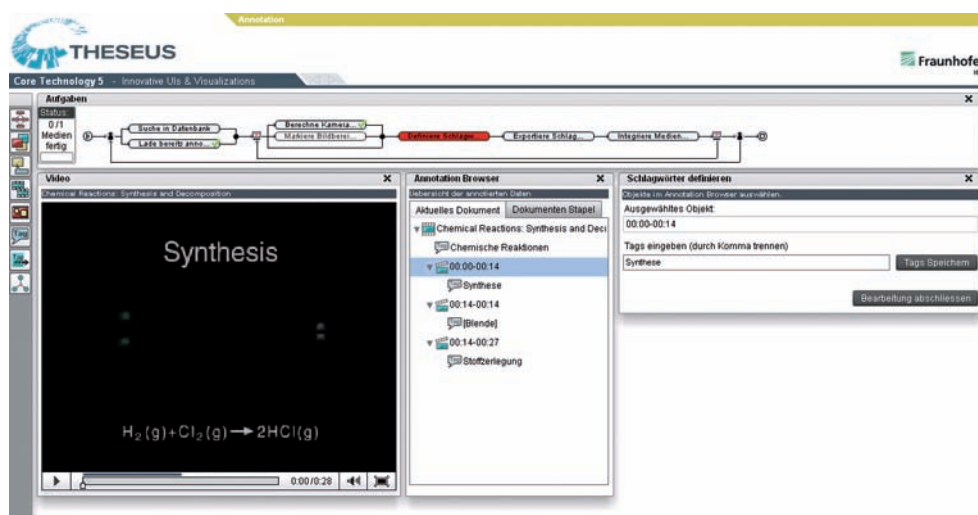 Annotation
THESEUS
Fraunhofe
Core Technology 5 - Innovative UIs & Visualizations
Aufgaben
Status:
0/1
Medien
fertig
Suche in Datenbank
Lade bereits anno...
Berechne Kamera...
Markiere Bildberei...
Definiere Schlagw...
Exportiere Schlag...
Integriere Medien...
Video
Chemical Reactions: Synthesis and Decomposition
Synthesis
H₂(g)+Cl₂(g)→2HCl(g)
0:00/0:28
Annotation Browser
Uebersicht der annotierten Daten.
Aktuelles Dokument
Dokumenten Stapel
Chemical Reactions: Synthesis and Deci
Chemische Reaktionen
00:00-00:14
Synthese
00:14-00:14
[Blende]
00:14-00:27
Stoffzerlegung
Schlagwörter definieren
Objekte im Annotation Browser auswählen.
Ausgewähltes Objekt:
00:00-00:14
Tags eingeben (durch Komma trennen)
Synthese
Tags Speichern
Bearbeitung abschliessen
Tag